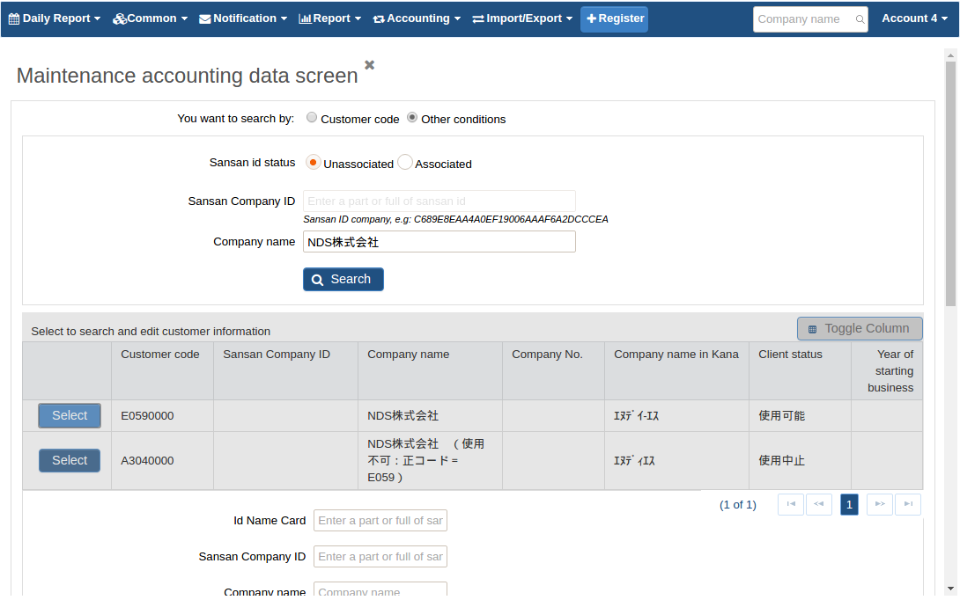 Daily Report Common Notification Report Accounting Import/Export Register Company name Account 4
Maintenance accounting data screen
You want to search by: Customer code Other conditions
Sansan id status Unassociated Associated
Sansan Company ID Enter a part or full of sansan id
Sansan ID company, e.g: C689E8EAA4A0EF19006AAAF6A2DCCCEA
Company name NDS株式会社
Search
Select to search and edit customer information Toggle Column
Customer code Sansan Company ID Company name Company No. Company name in Kana Client status Year of
starting
business
Select E0590000 NDS株式会社 ｴﾇﾃﾞｲｰｴｽ 使用可能
NDS株式会社 （使用
Select A3040000 不可：正コード＝ ｴﾇﾃﾞｨｴｽ 使用中止
E059）
(1 of 1) 1
Id Name Card Enter a part or full of sar
Sansan Company ID Enter a part or full of sar
Company name Company name